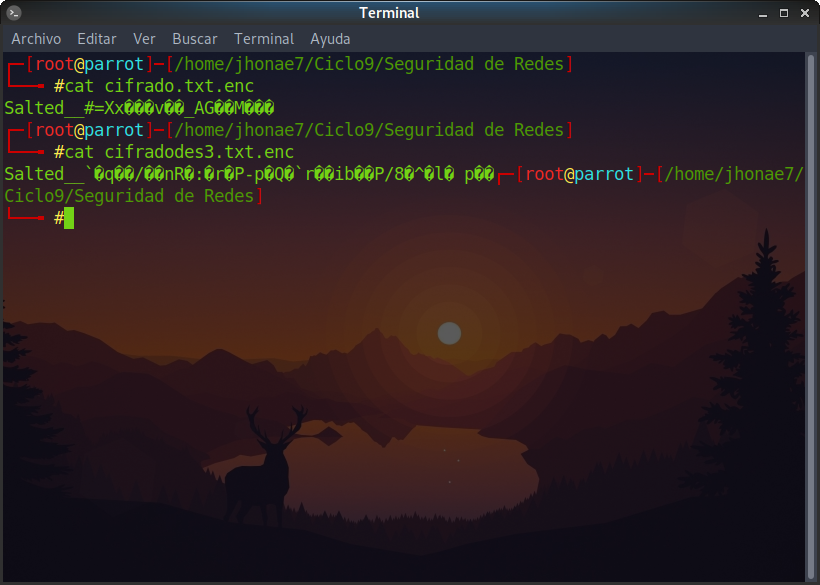 Terminal
Archivo Editar Ver Buscar Terminal Ayuda
┌─[root@parrot]─[/home/jhonae7/Ciclo9/Seguridad de Redes]
└──╼ #cat cifrado.txt.enc
Salted__#=Xx���v��_AG��M���
┌─[root@parrot]─[/home/jhonae7/Ciclo9/Seguridad de Redes]
└──╼ #cat cifradodes3.txt.enc
Salted__`�q��/��nR�:�r�P-p�Q�`r��ib��P/8�^�l� p��┌─[root@parrot]─[/home/jhonae7/
Ciclo9/Seguridad de Redes]
└──╼ #